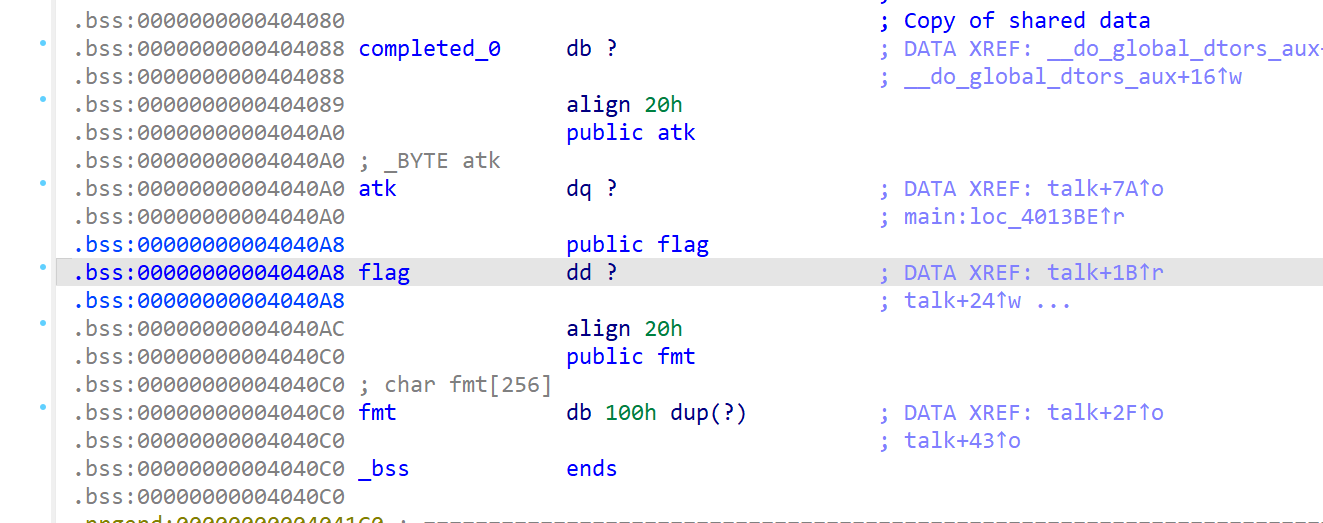 .bss:0000000000404080 ; Copy of shared data
.bss:0000000000404088 completed_0 db ? ; DATA XREF: __do_global_dtors_aux+
.bss:0000000000404088 ; __do_global_dtors_aux+16↑w
.bss:0000000000404089 align 20h
.bss:00000000004040A0 public atk
.bss:00000000004040A0 ; _BYTE atk
.bss:00000000004040A0 atk dq ? ; DATA XREF: talk+7A↑o
.bss:00000000004040A0 ; main:loc_4013BE↑r
.bss:00000000004040A8 public flag
.bss:00000000004040A8 flag dd ? ; DATA XREF: talk+1B↑r
.bss:00000000004040A8 ; talk+24↑w ...
.bss:00000000004040AC align 20h
.bss:00000000004040C0 public fmt
.bss:00000000004040C0 ; char fmt[256]
.bss:00000000004040C0 fmt db 100h dup(?) ; DATA XREF: talk+2F↑o
.bss:00000000004040C0 ; talk+43↑o
.bss:00000000004040C0 _bss ends
.bss:00000000004040C0